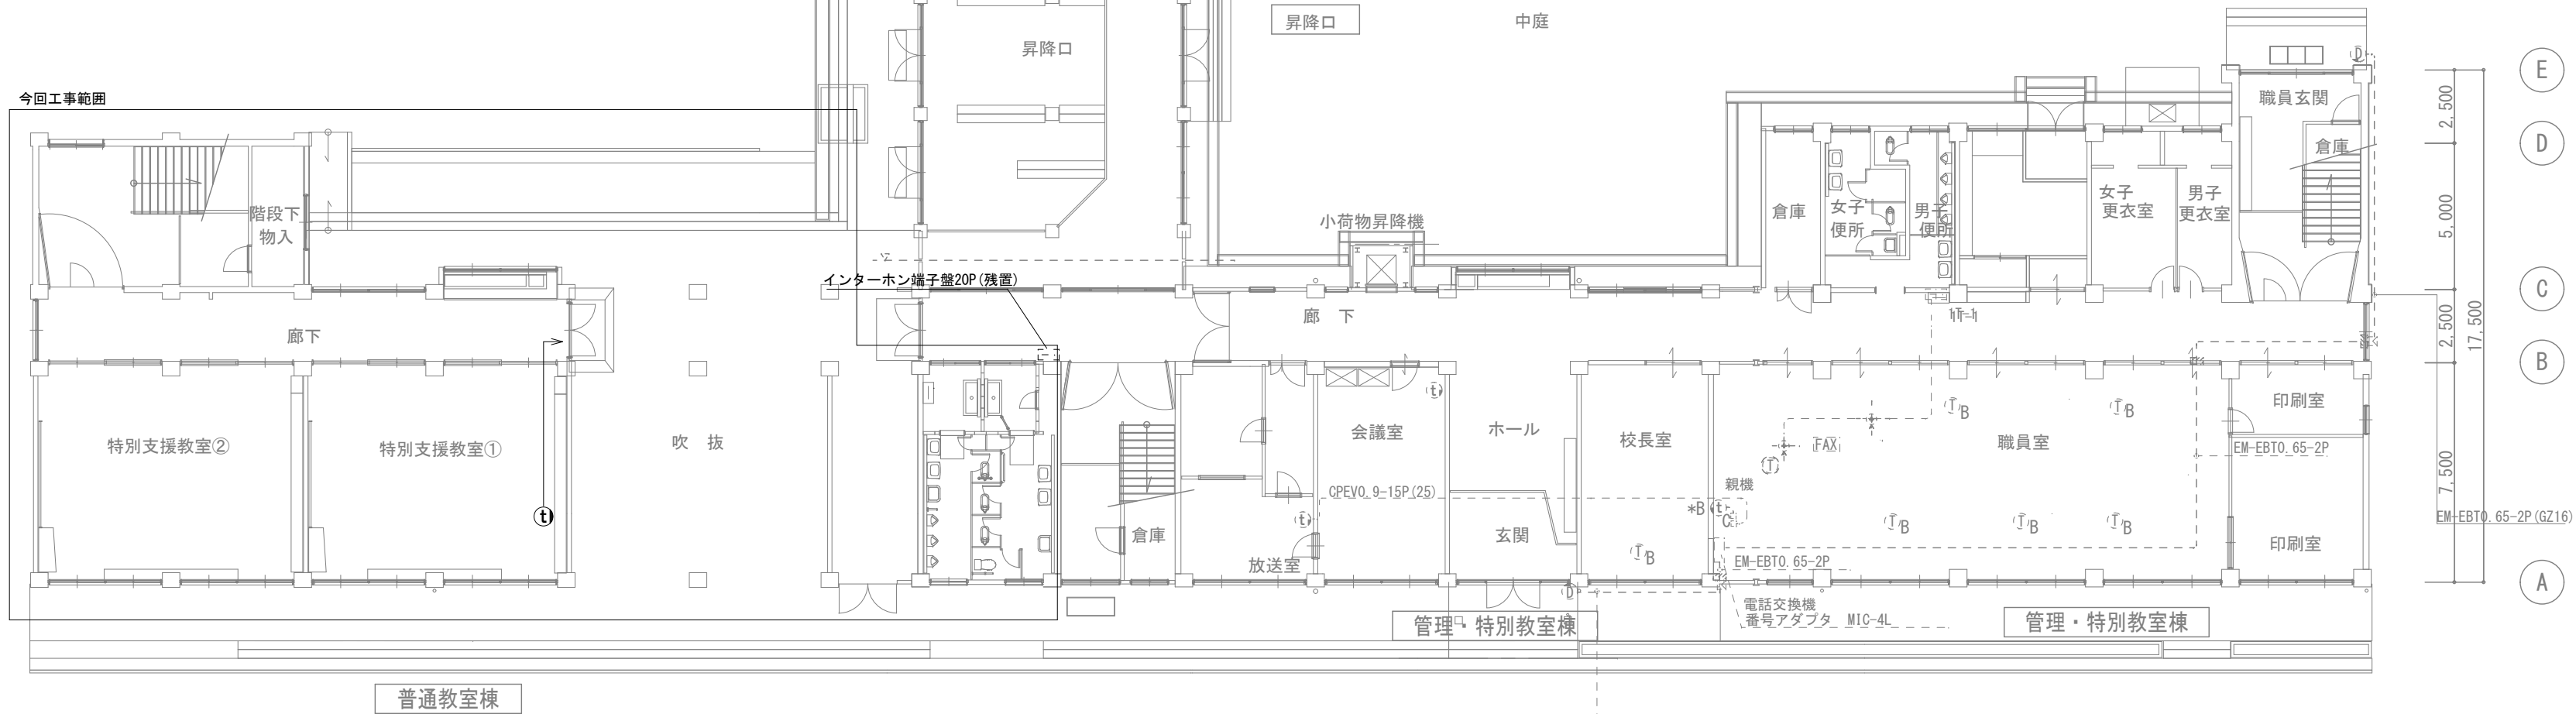 昇降口
中庭
昇降口
今回工事範囲
職員玄関
倉庫
階段下
物入
小荷物昇降機
倉庫
女子
便所
男子
便所
女子
更衣室
男子
更衣室
インターホン端子盤20P(残置)
廊下
廊 下
特別支援教室②
特別支援教室①
吹 抜
倉庫
放送室
会議室
ホール
玄関
校長室
職員室
印刷室
印刷室
親機
FAX
CPEV0.9-15P(25)
EM-EBT0.65-2P
EM-EBT0.65-2P
EM-EBT0.65-2P(GZ16)
*B
t
t
t
t
C
T
T B
T B
T B
T B
T B
T B
D
D
電話交換機
番号アダプタ MIC-4L
管理・特別教室棟
管理・特別教室棟
普通教室棟
E
D
C
B
A
2,500
5,000
2,500
7,500
17,500